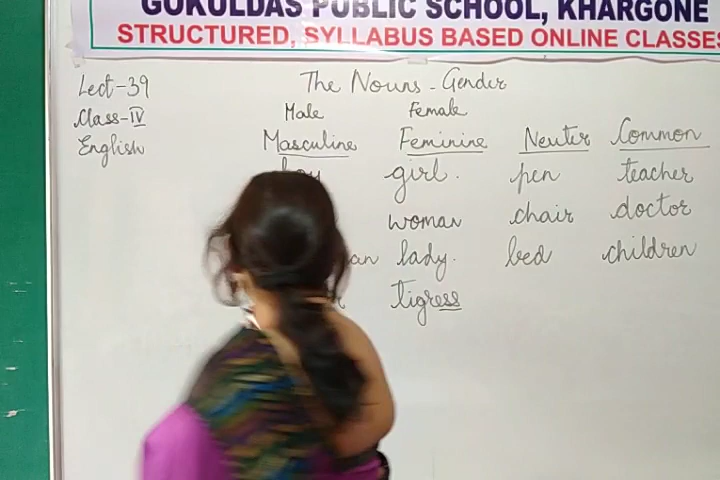 GOKULDAS PUBLIC SCHOOL, KHARGONE
STRUCTURED, SYLLABUS BASED ONLINE CLASSES
Lect-39
The Nouns - Gender
Class-IV
Male Female
English
Masculine Feminine Neuter Common
girl. pen teacher
woman chair doctor
lady. bed children
tigress